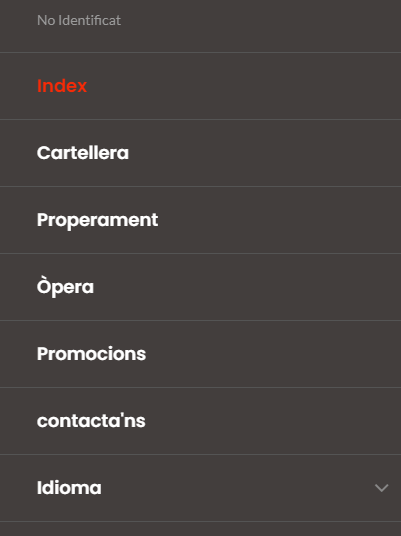 No Identificat
Index
Cartellera
Properament
Òpera
Promocions
contacta'ns
Idioma